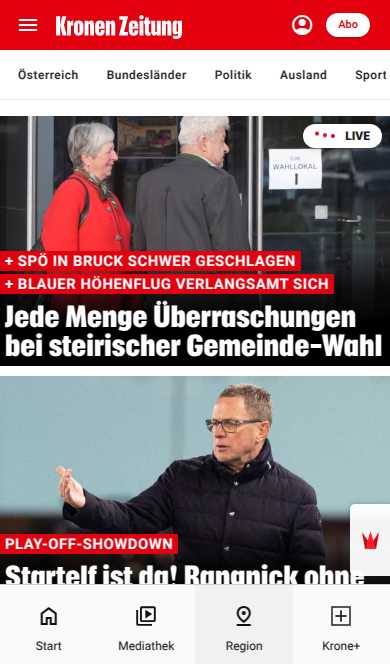 Kronen Zeitung
Abo
Österreich Bundesländer Politik Ausland Sport
LIVE
ZUM
WAHLLOKAL
I
+ SPÖ IN BRUCK SCHWER GESCHLAGEN
+ BLAUER HÖHENFLUG VERLANGSAMT SICH
Jede Menge Überraschungen
bei steirischer Gemeinde-Wahl
PLAY-OFF-SHOWDOWN
Startelf ist da! Rangnick ohne
Start Mediathek Region Krone+